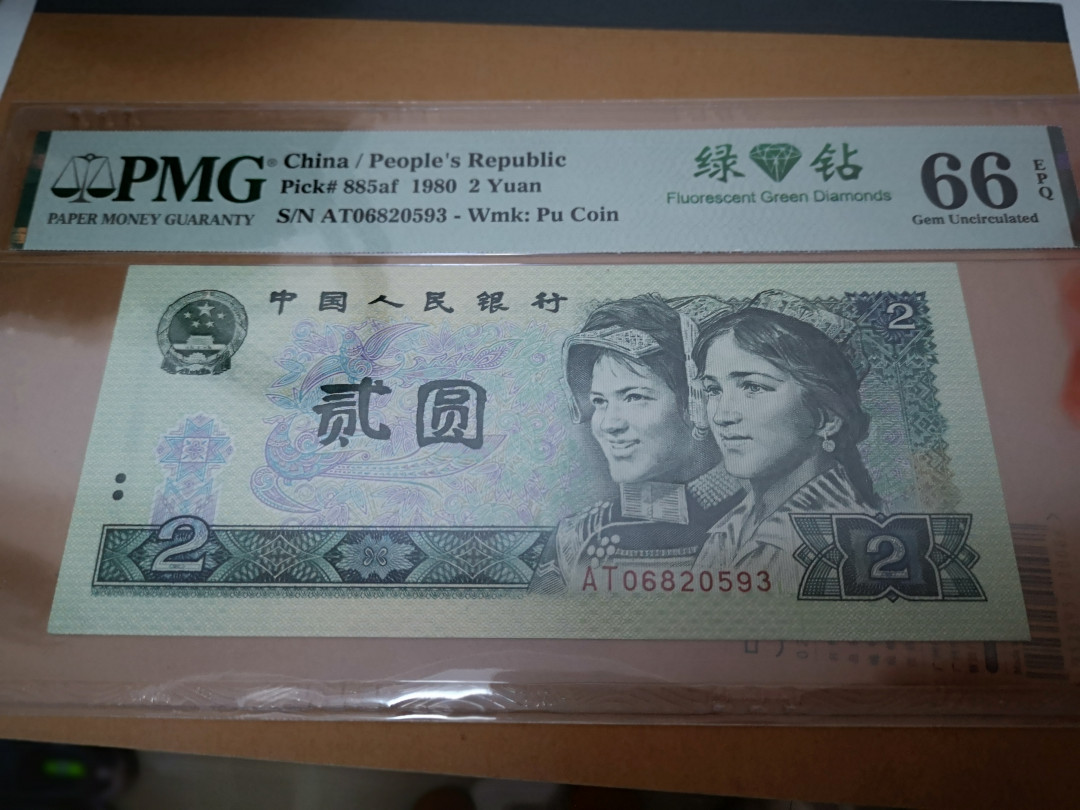 PMG®
PAPER MONEY GUARANTY
China / People's Republic
Pick# 885af 1980 2 Yuan
S/N AT06820593 - Wmk: Pu Coin
绿 钻
Fluorescent Green Diamonds
66
EPQ
Gem Uncirculated
中国人民银行
2
贰圆
2
AT06820593
2